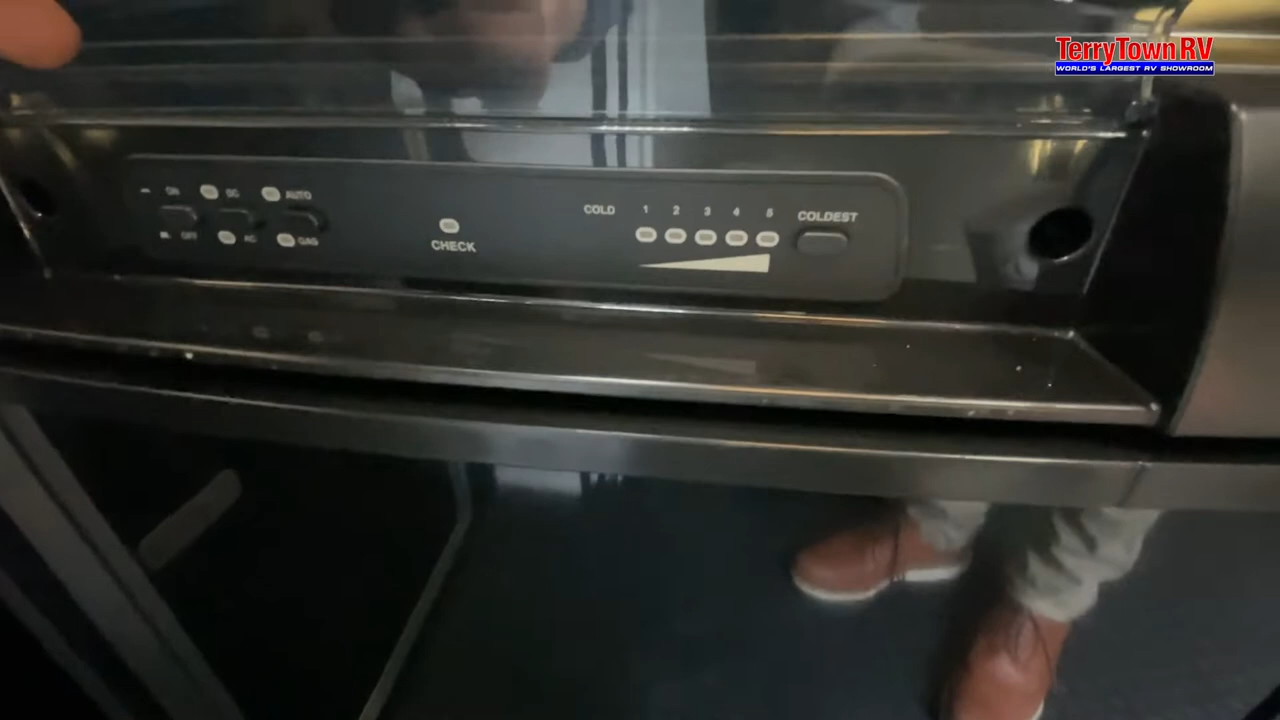 TerryTown RV
WORLD'S LARGEST RV SHOWROOM
ON DC AUTO
OFF AC GAS
CHECK
COLD 1 2 3 4 5 COLDEST